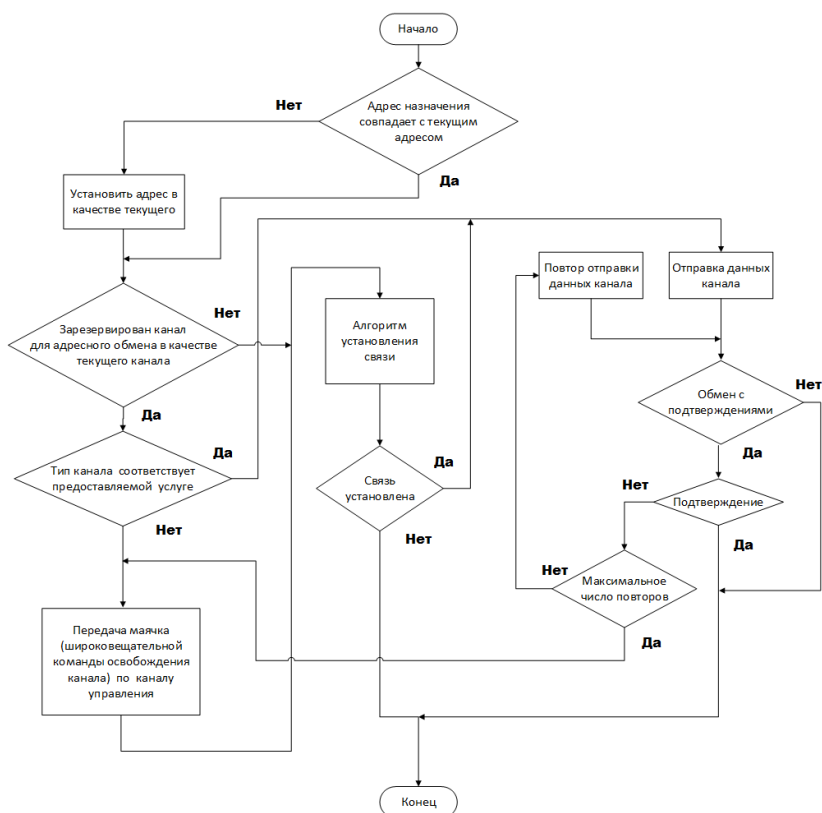 Начало
Нет
Адрес назначения
совпадает с текущим
адресом
Да
Установить адрес в
качестве текущего
Повтор отправки
данных канала
Отправка данных
канала
Нет
Зарезервирован канал
для адресного обмена в качестве
текущего канала
Алгоритм
установления
связи
Да
Обмен с
подтверждениями
Нет
Да
Тип канала соответствует
предоставляемой услуге
Да
Нет
Связь
установлена
Да
Нет
Нет
Подтверждение
Да
Нет
Максимальное
число повторов
Да
Передача маячка
(широковещательной
команды освобождения
канала) по каналу
управления
Конец